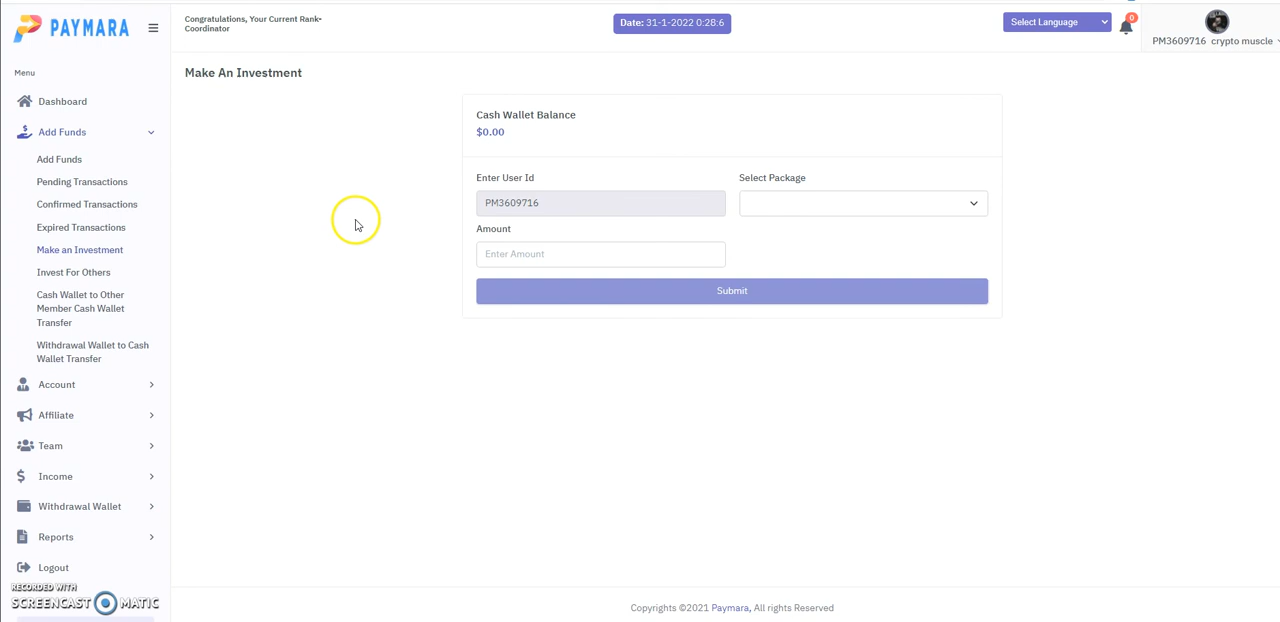 PAYMARA
Congratulations, Your Current Rank-
Coordinator
Date: 31-1-2022 0:28:6
Select Language
0
PM3609716 crypto muscle
Menu
Dashboard
Add Funds
Add Funds
Pending Transactions
Confirmed Transactions
Expired Transactions
Make an Investment
Invest For Others
Cash Wallet to Other
Member Cash Wallet
Transfer
Withdrawal Wallet to Cash
Wallet Transfer
Account
Affiliate
Team
Income
Withdrawal Wallet
Reports
Logout
RECORDED WITH
SCREENCAST MATIC
Make An Investment
Cash Wallet Balance
$0.00
Enter User Id
Select Package
PM3609716
Amount
Enter Amount
Submit
Copyrights ©2021 Paymara, All rights Reserved